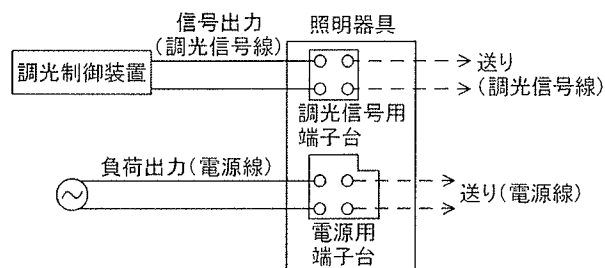 信号出力
(調光信号線)
照明器具
調光制御装置
送り
(調光信号線)
調光信号用
端子台
負荷出力(電源線)
送り(電源線)
電源用
端子台